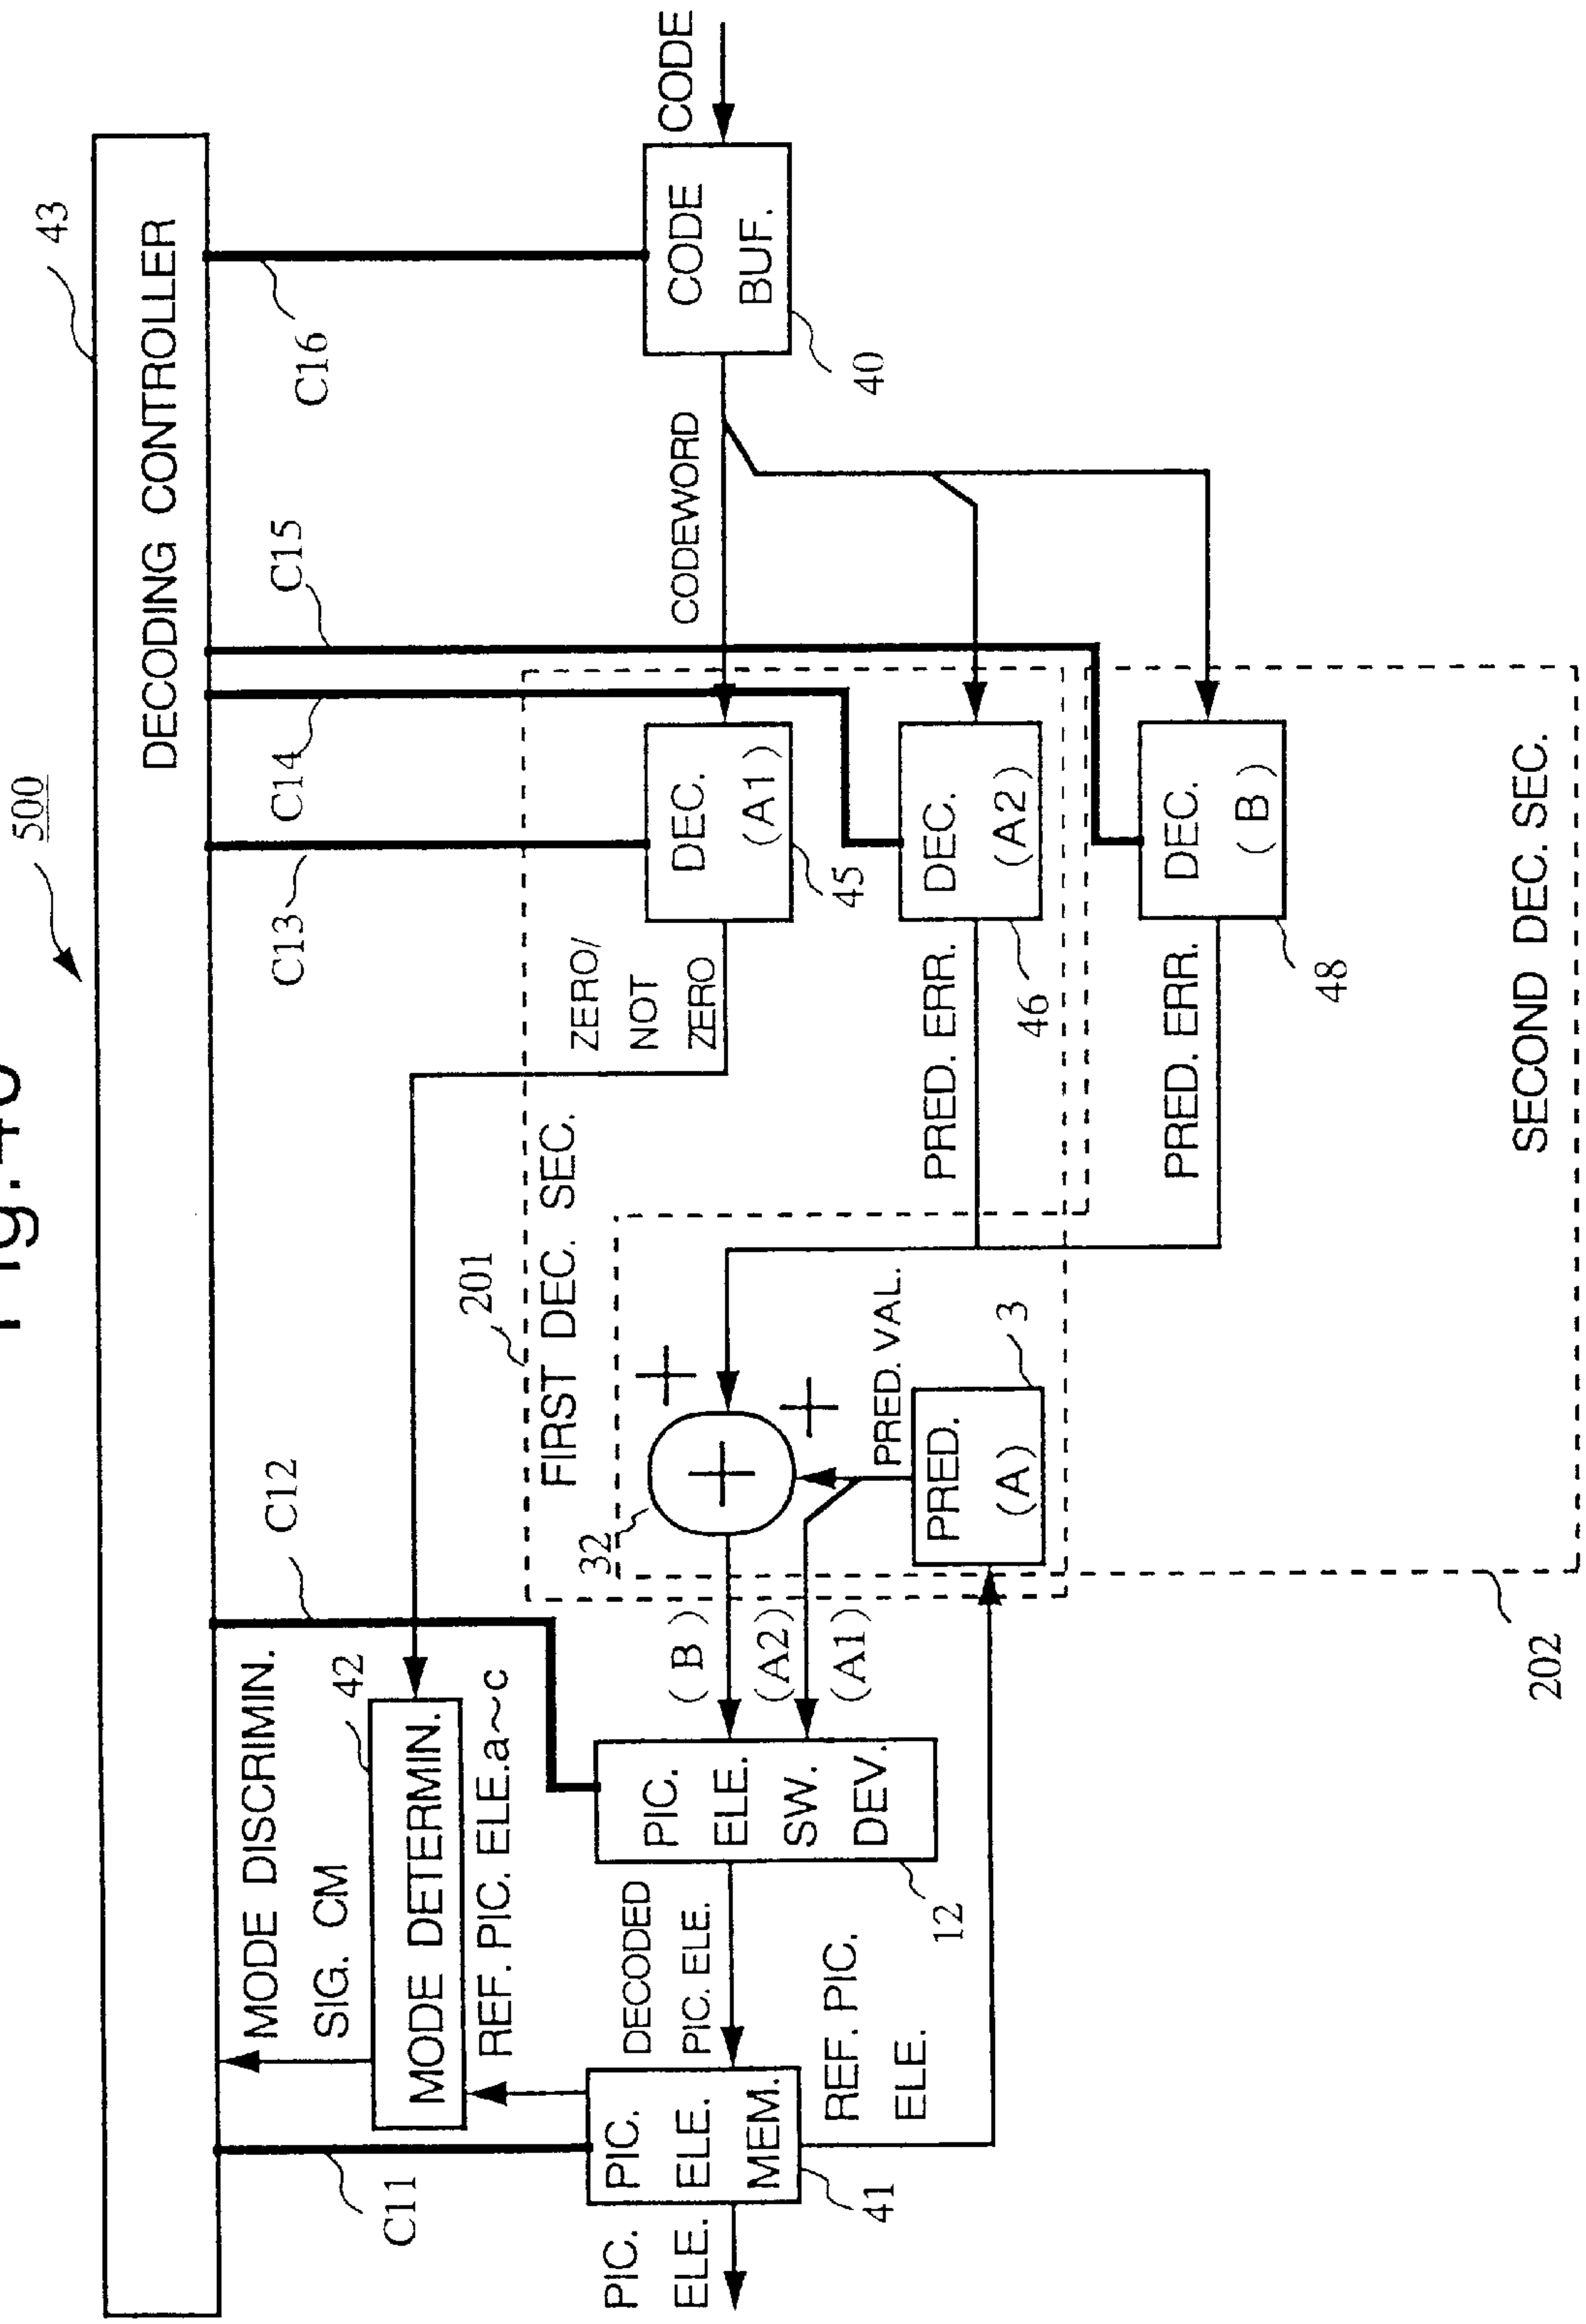 500
43
DECODING CONTROLLER
C11
C12
C13
C14
C15
C16
MODE DISCRIMIN.
SIG. CM
42
MODE DETERMIN.
REF. PIC. ELE.a~c
PIC.
ELE.
PIC.
ELE.
MEM.
41
DECODED
PIC. ELE.
REF. PIC.
ELE.
PIC.
ELE.
SW.
DEV.
12
(B)
(A2)
(A1)
201
FIRST DEC. SEC.
32
+
+
+
PRED. VAL.
PRED.
(A)
3
ZERO/
NOT
ZERO
DEC.
(A1)
45
PRED. ERR.
DEC.
(A2)
46
PRED. ERR.
DEC.
(B)
48
CODEWORD
CODE
BUF.
40
CODE
SECOND DEC. SEC.
202